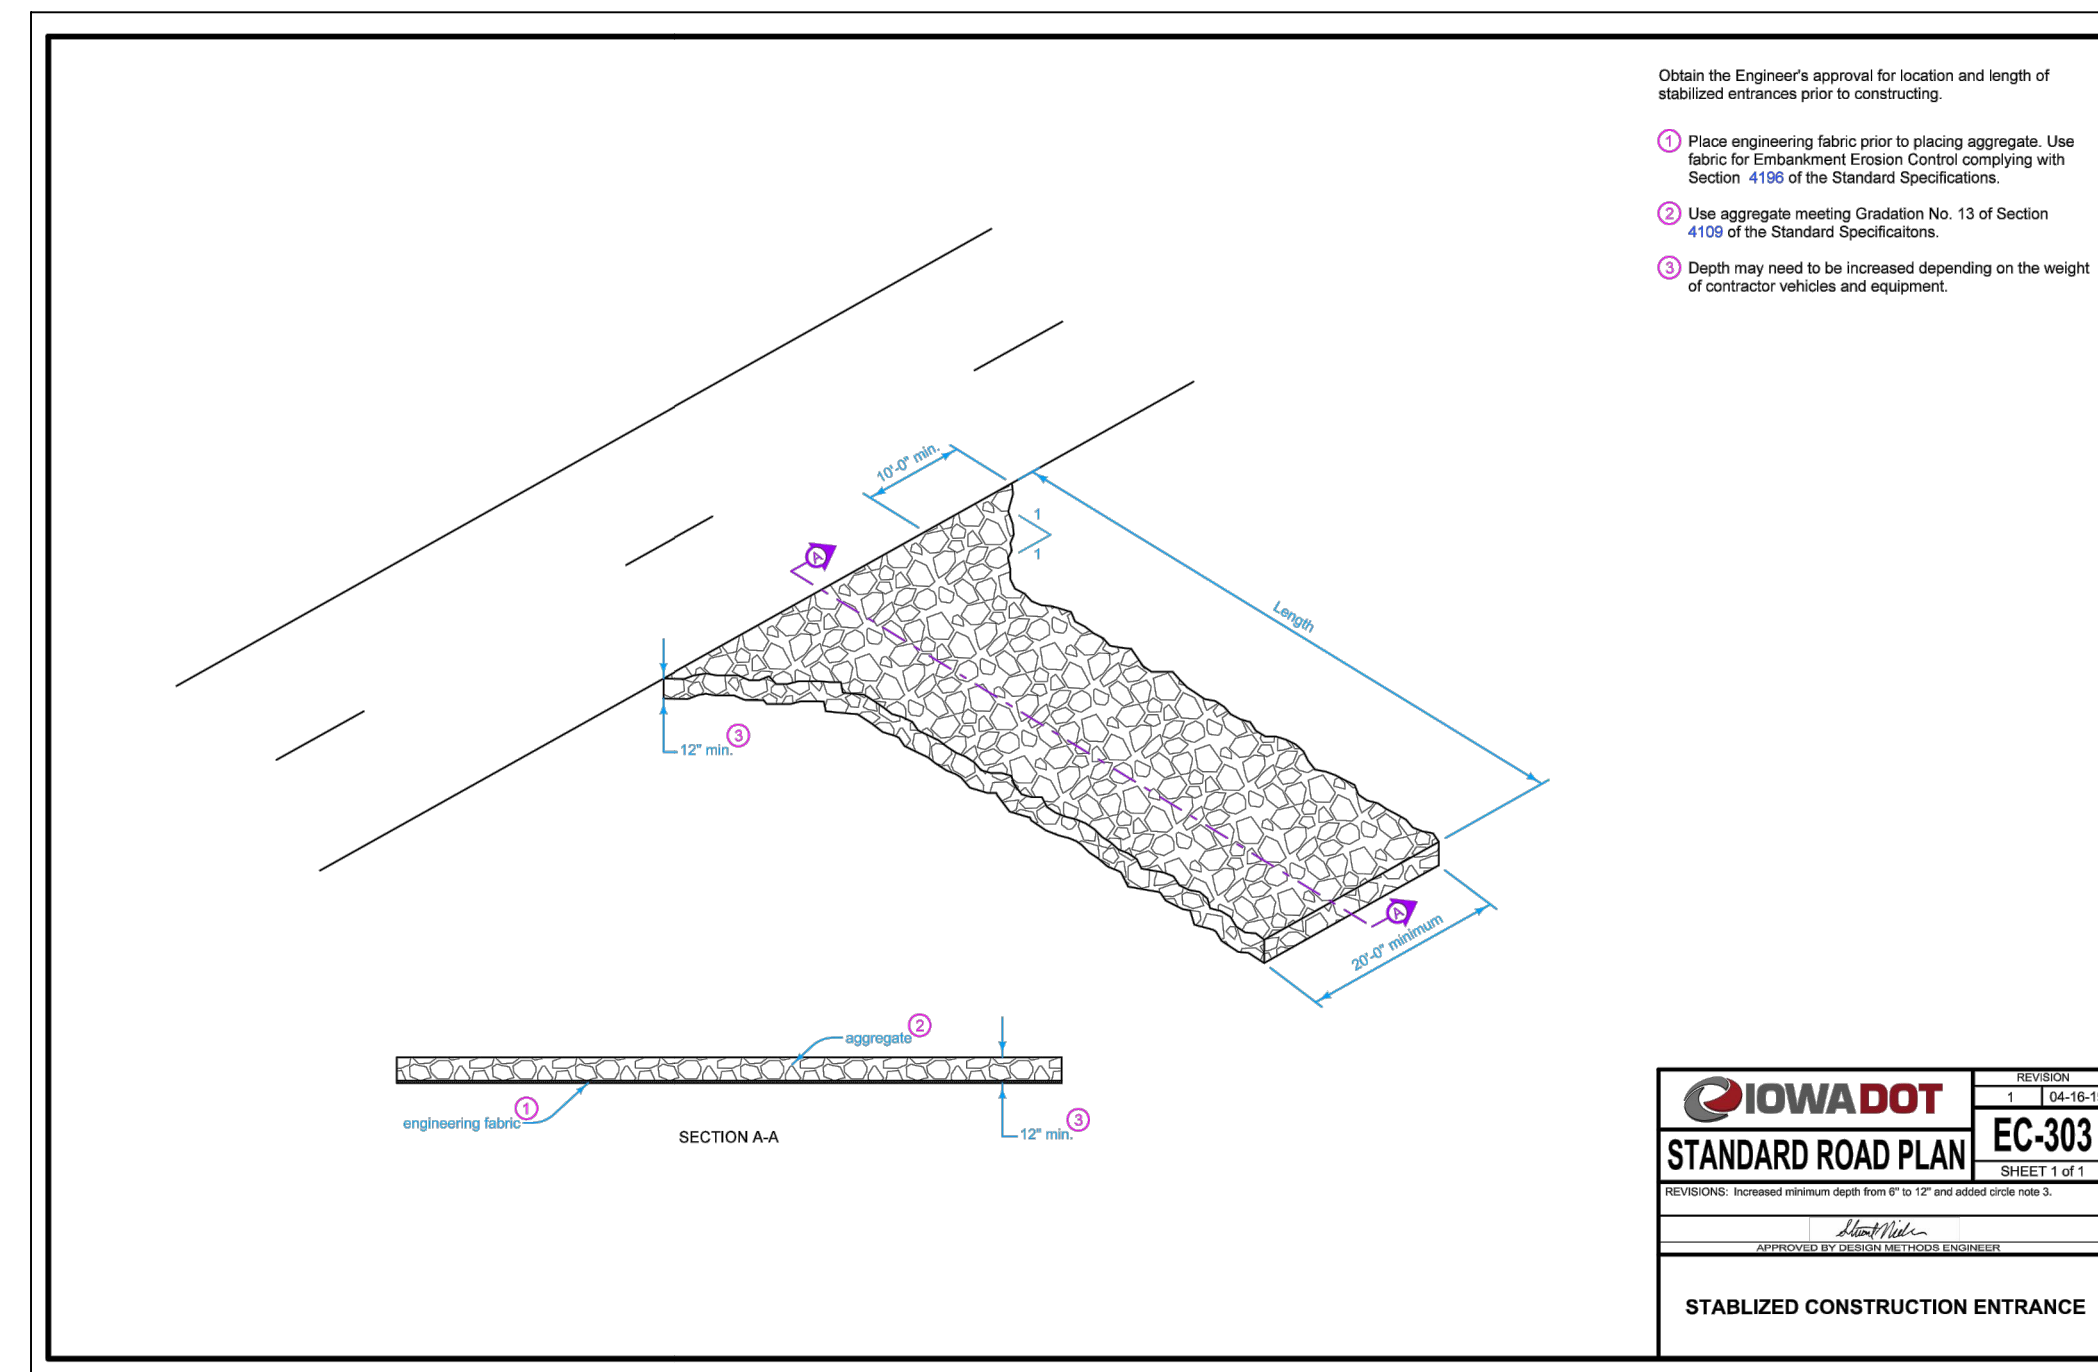 Obtain the Engineer's approval for location and length of
stabilized entrances prior to constructing.
1 Place engineering fabric prior to placing aggregate. Use
fabric for Embankment Erosion Control complying with
Section 4196 of the Standard Specifications.
2 Use aggregate meeting Gradation No. 13 of Section
4109 of the Standard Specificaitons.
3 Depth may need to be increased depending on the weight
of contractor vehicles and equipment.
10'-0" min.
1
1
A
Length
12" min. 3
A
20'-0" minimum
aggregate 2
engineering fabric 1
12" min. 3
SECTION A-A
IOWADOT
REVISION
1 04-16-1
STANDARD ROAD PLAN
EC-303
SHEET 1 of 1
REVISIONS: Increased minimum depth from 6" to 12" and added circle note 3.
APPROVED BY DESIGN METHODS ENGINEER
STABLIZED CONSTRUCTION ENTRANCE